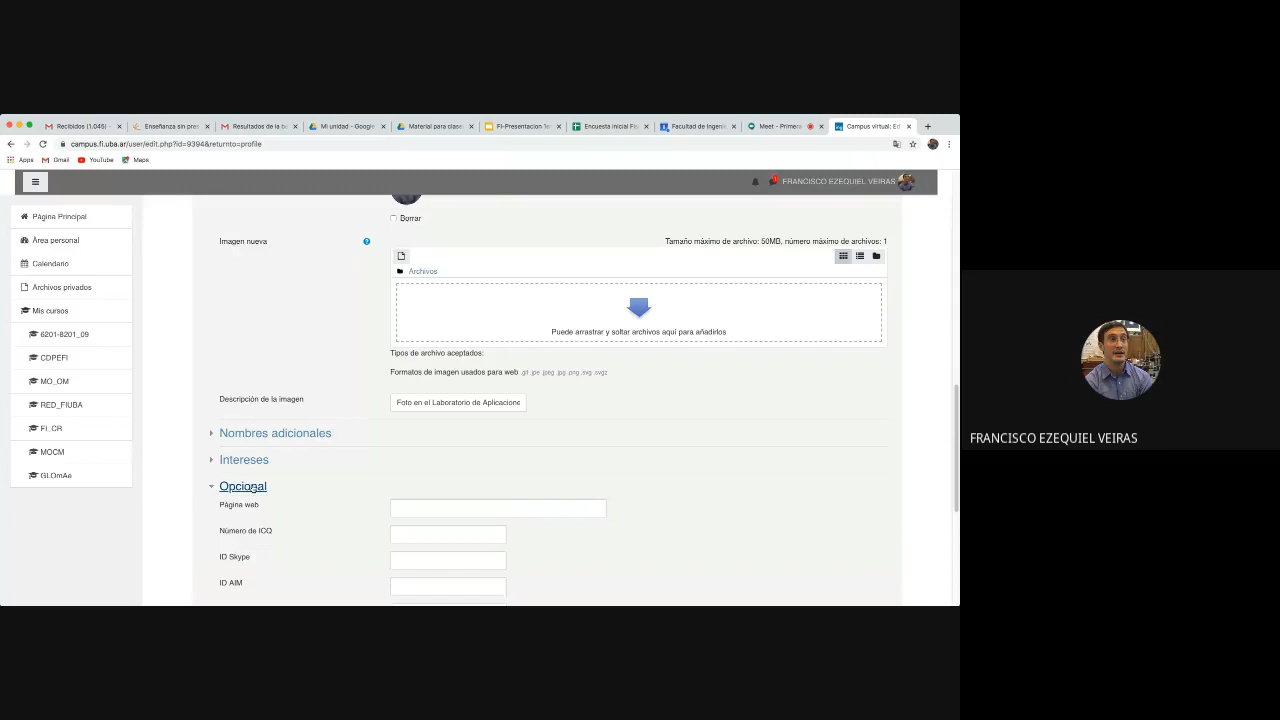 Recibidos (1.045)
Enseñanza sin pres
Resultados de la b
Mi unidad - Google
Material para clase
FI-Presentacion 1er
Encuesta inicial Fis
Facultad de Ingenie
Meet - Primera
Campus virtual: Ed
campus.fi.uba.ar/user/edit.php?id=9394&returnto=profile
Apps Gmail YouTube Maps
FRANCISCO EZEQUIEL VEIRAS
Página Principal
Área personal
Calendario
Archivos privados
Mis cursos
6201-8201_09
CDPEFI
MO_OM
RED_FIUBA
FI_CR
MOCM
GLOmAe
Borrar
Imagen nueva
Tamaño máximo de archivo: 50MB, número máximo de archivos: 1
Archivos
Puede arrastrar y soltar archivos aquí para añadirlos
Tipos de archivo aceptados:
Formatos de imagen usados para web .gif .jpe .jpeg .jpg .png .svg .svgz
Descripción de la imagen
Foto en el Laboratorio de Aplicacione
Nombres adicionales
Intereses
Opcional
Página web
Número de ICQ
ID Skype
ID AIM
FRANCISCO EZEQUIEL VEIRAS